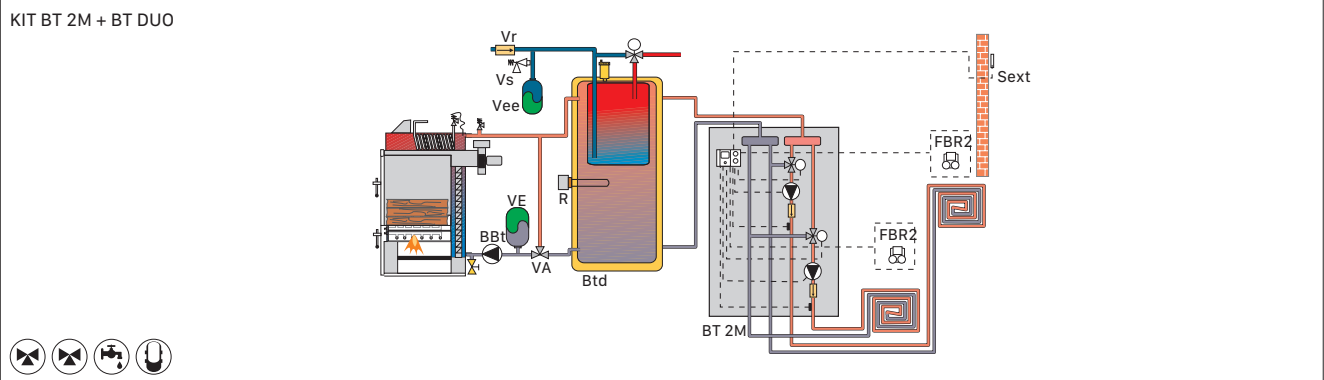 KIT BT 2M + BT DUO
Vr
Vs
Vee
Sext
FBR2
R
VE
BBt
VA
FBR2
Btd
BT 2M